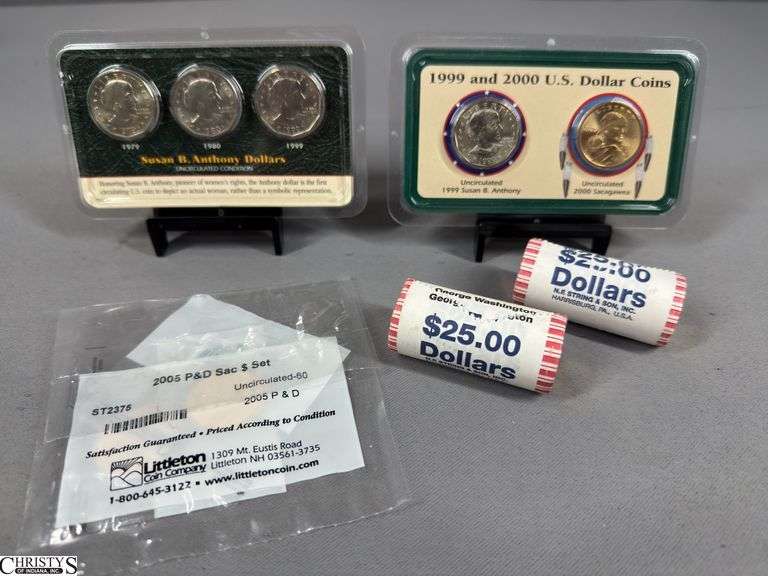 1979 1980 1999
Susan B. Anthony Dollars
UNCIRCULATED CONDITION
Honoring Susan B. Anthony, pioneer of women's rights, the Anthony dollar is the first
circulating U.S. coin to depict an actual woman, rather than a symbolic representation.
1999 and 2000 U.S. Dollar Coins
Uncirculated
1999 Susan B. Anthony
Uncirculated
2000 Sacagawea
$25.00
Dollars
N.F. STRING & SON, INC.
HARRISBURG, PA., U.S.A.
George Washington
$25.00
Dollars
2005 P&D Sac $ Set
Uncirculated-60
ST2375
2005 P & D
Satisfaction Guaranteed • Priced According to Condition
Littleton
Coin Company
1309 Mt. Eustis Road
Littleton NH 03561-3735
1-800-645-3122 • www.littletoncoin.com
CHRISTYS
OF INDIANA, INC.